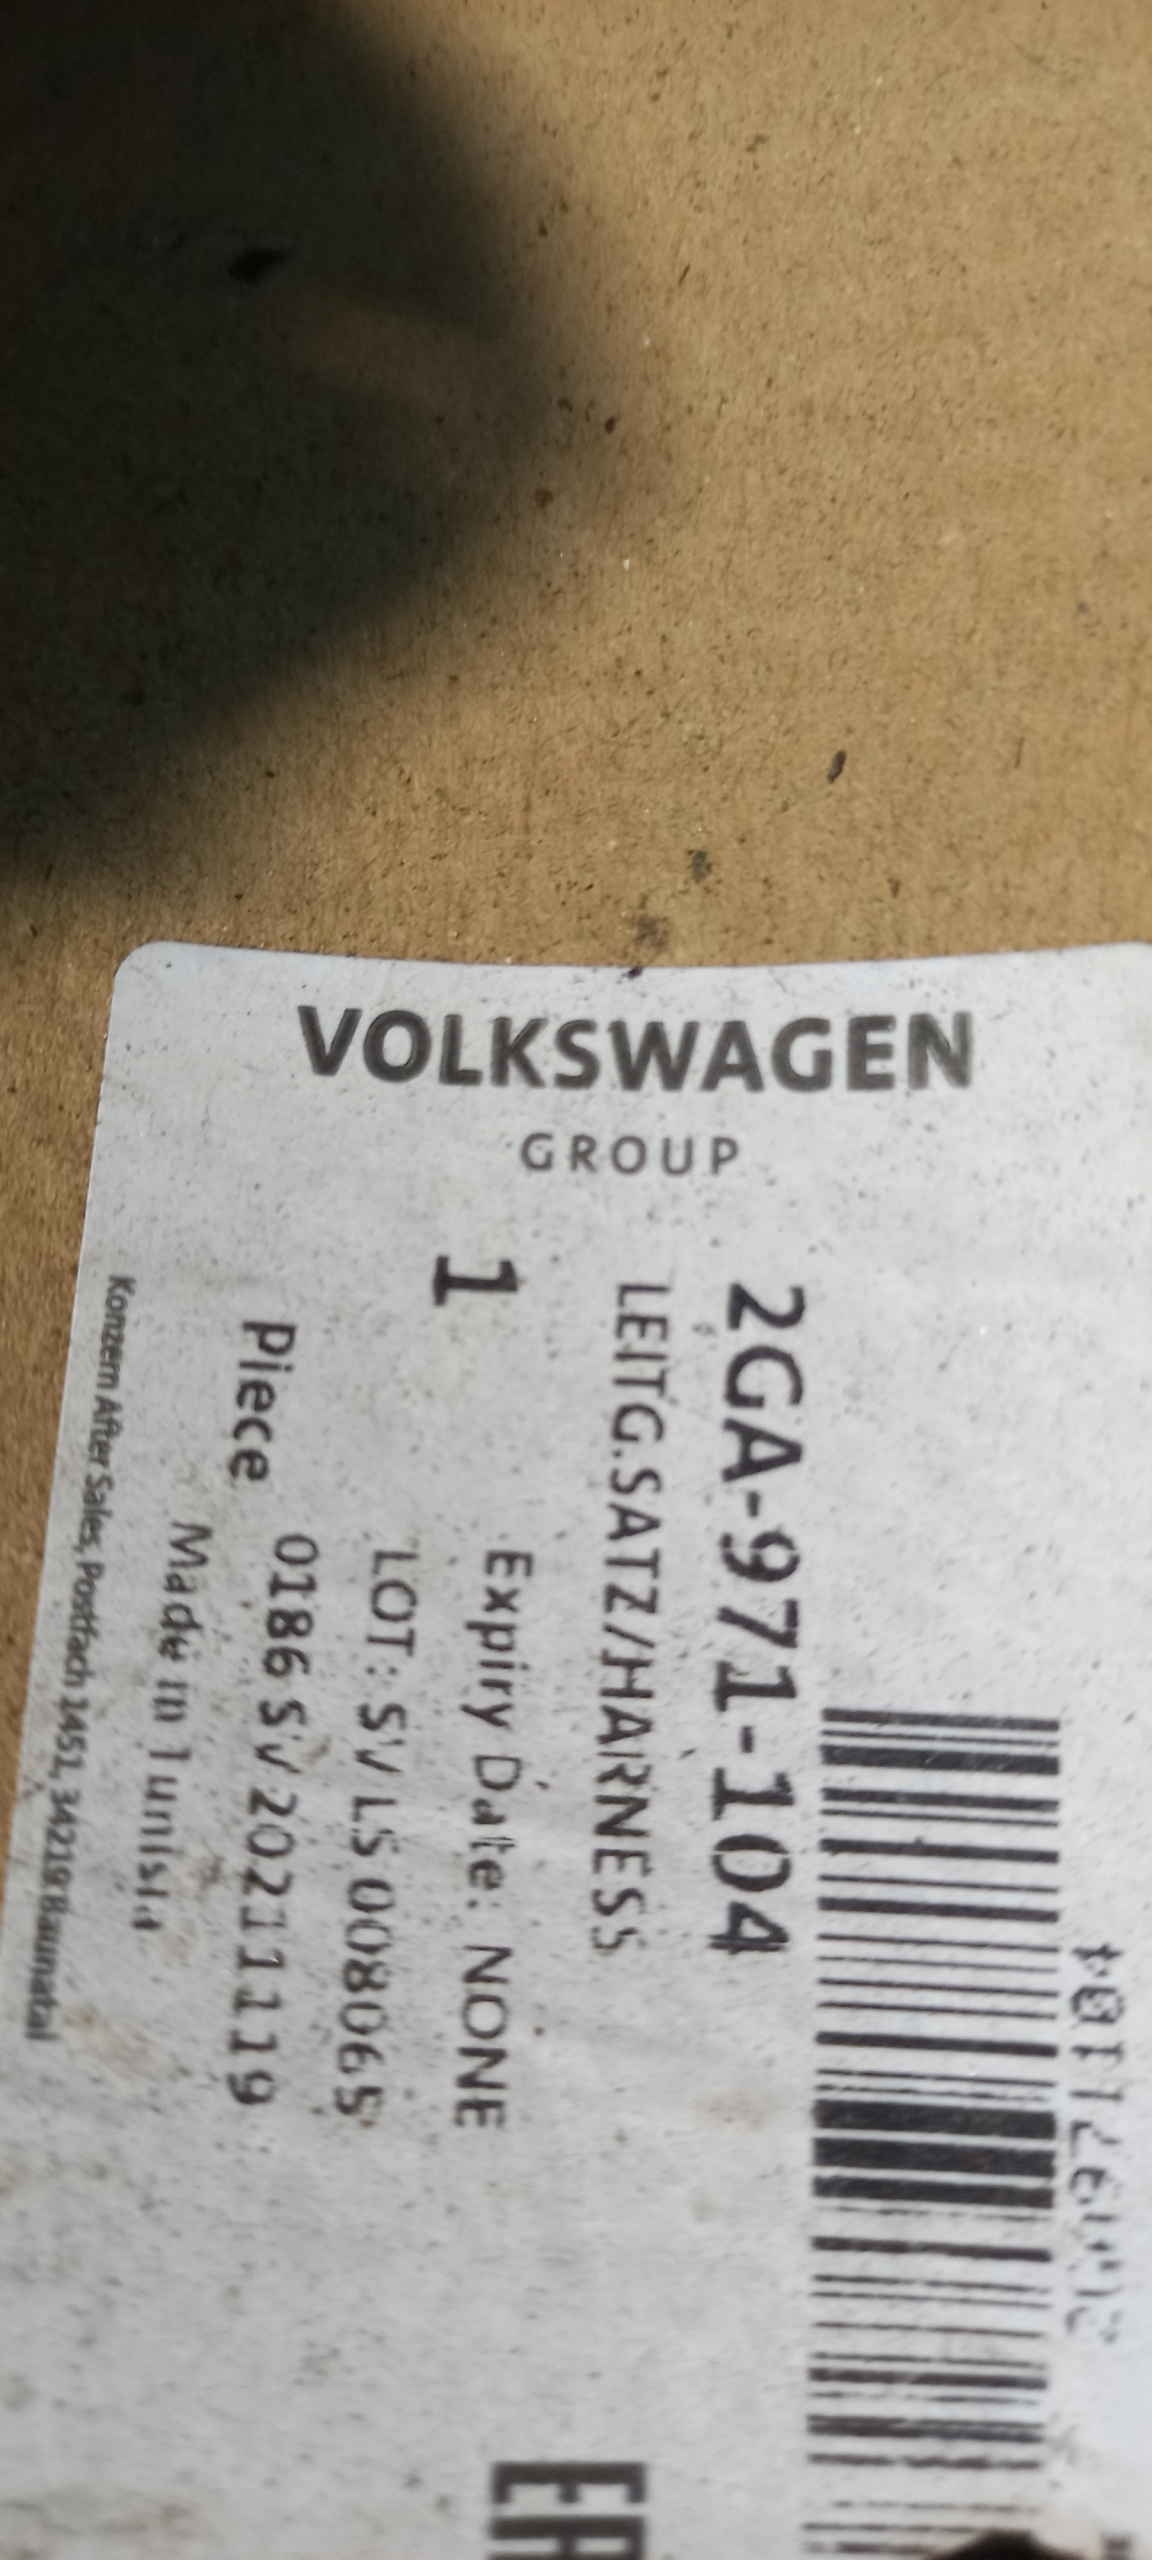 VOLKSWAGEN
GROUP
2GA-971-104
LEITG.SATZ/HARNESS
1
Expiry Date: NONE
LOT: SV LS 008065
Piece
0186 SV 20211119
Made in Tunisia
Konzern After Sales, Postfach 1451, 34219 Baunatal